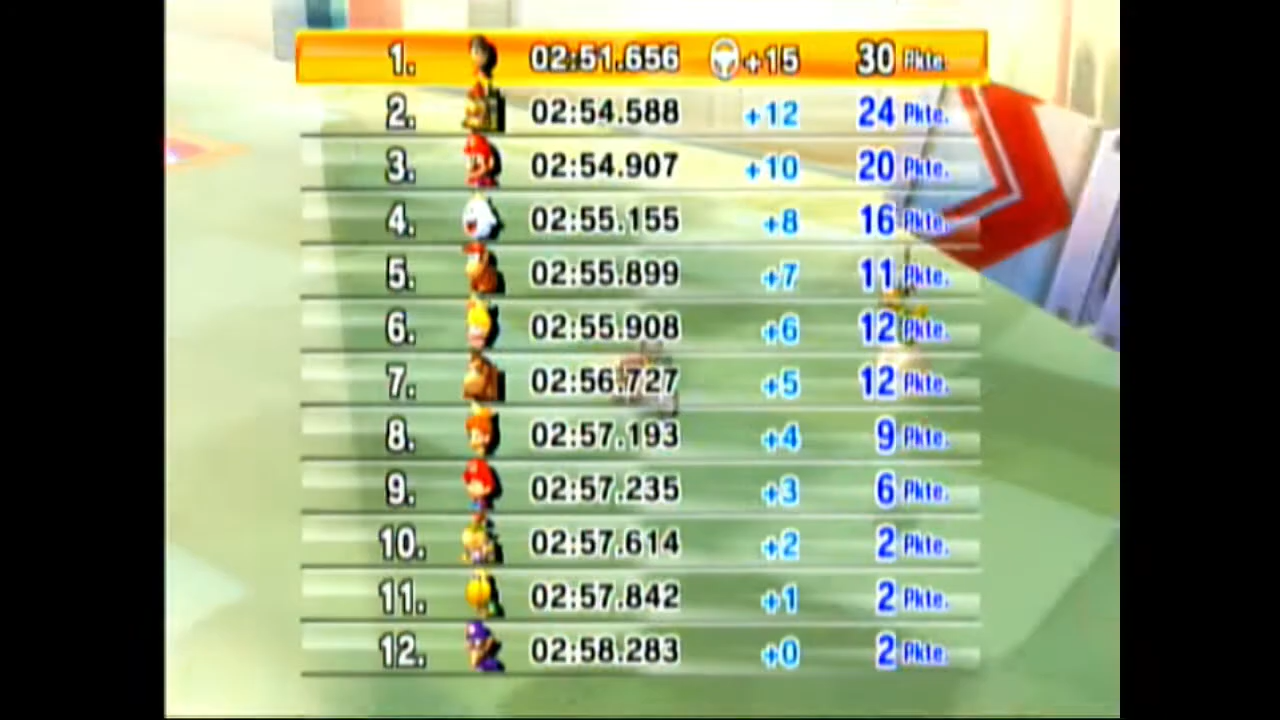 1. 02:51.656 +15 30 Pkte.
2. 02:54.588 +12 24 Pkte.
3. 02:54.907 +10 20 Pkte.
4. 02:55.155 +8 16 Pkte.
5. 02:55.899 +7 11 Pkte.
6. 02:55.908 +6 12 Pkte.
7. 02:56.727 +5 12 Pkte.
8. 02:57.193 +4 9 Pkte.
9. 02:57.235 +3 6 Pkte.
10. 02:57.614 +2 2 Pkte.
11. 02:57.842 +1 2 Pkte.
12. 02:58.283 +0 2 Pkte.